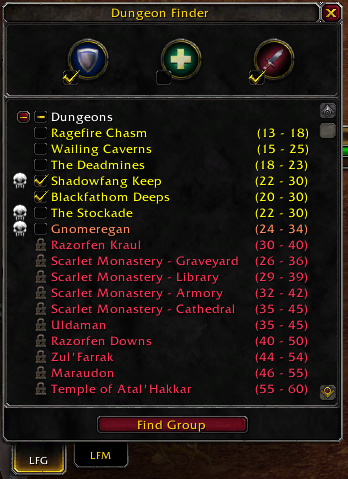 Dungeon Finder
Dungeons
Ragefire Chasm (13 - 18)
Wailing Caverns (15 - 25)
The Deadmines (18 - 23)
Shadowfang Keep (22 - 30)
Blackfathom Deeps (20 - 30)
The Stockade (22 - 30)
Gnomeregan (24 - 34)
Razorfen Kraul (30 - 40)
Scarlet Monastery - Graveyard (26 - 36)
Scarlet Monastery - Library (29 - 39)
Scarlet Monastery - Armory (32 - 42)
Scarlet Monastery - Cathedral (35 - 45)
Uldaman (35 - 45)
Razorfen Downs (40 - 50)
Zul'Farrak (44 - 54)
Maraudon (46 - 55)
Temple of Atal'Hakkar (55 - 60)
Find Group
LFG LFM